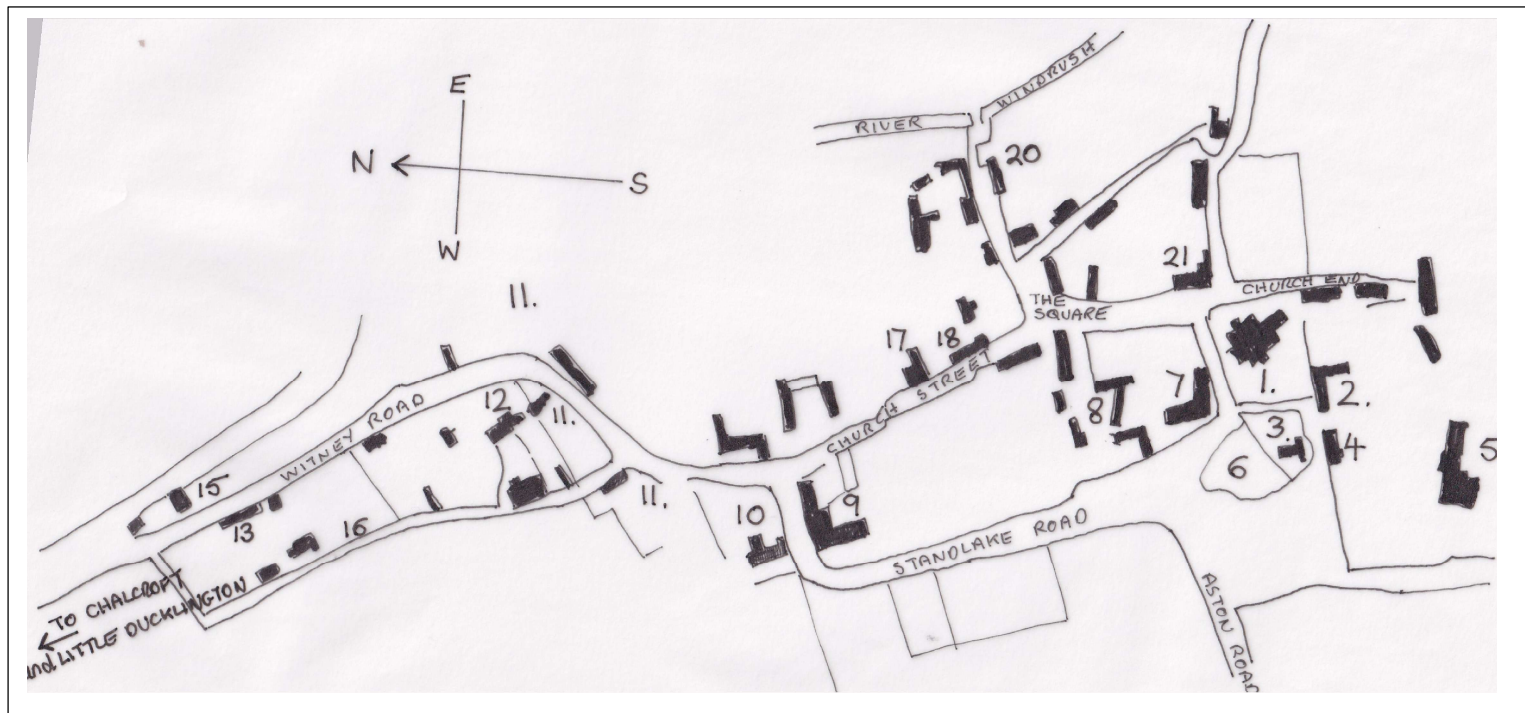 E
N
S
W
RIVER
WINDRUSH
20
21
CHURCH END
THE
SQUARE
11.
17
18
CHURCH STREET
1.
2.
7
8
3.
4
5
6
12
11.
WITNEY ROAD
15
13
16
11.
10
9
STANDLAKE ROAD
ASTON ROAD
TO CHALCROFT
and LITTLE DUCKLINGTON